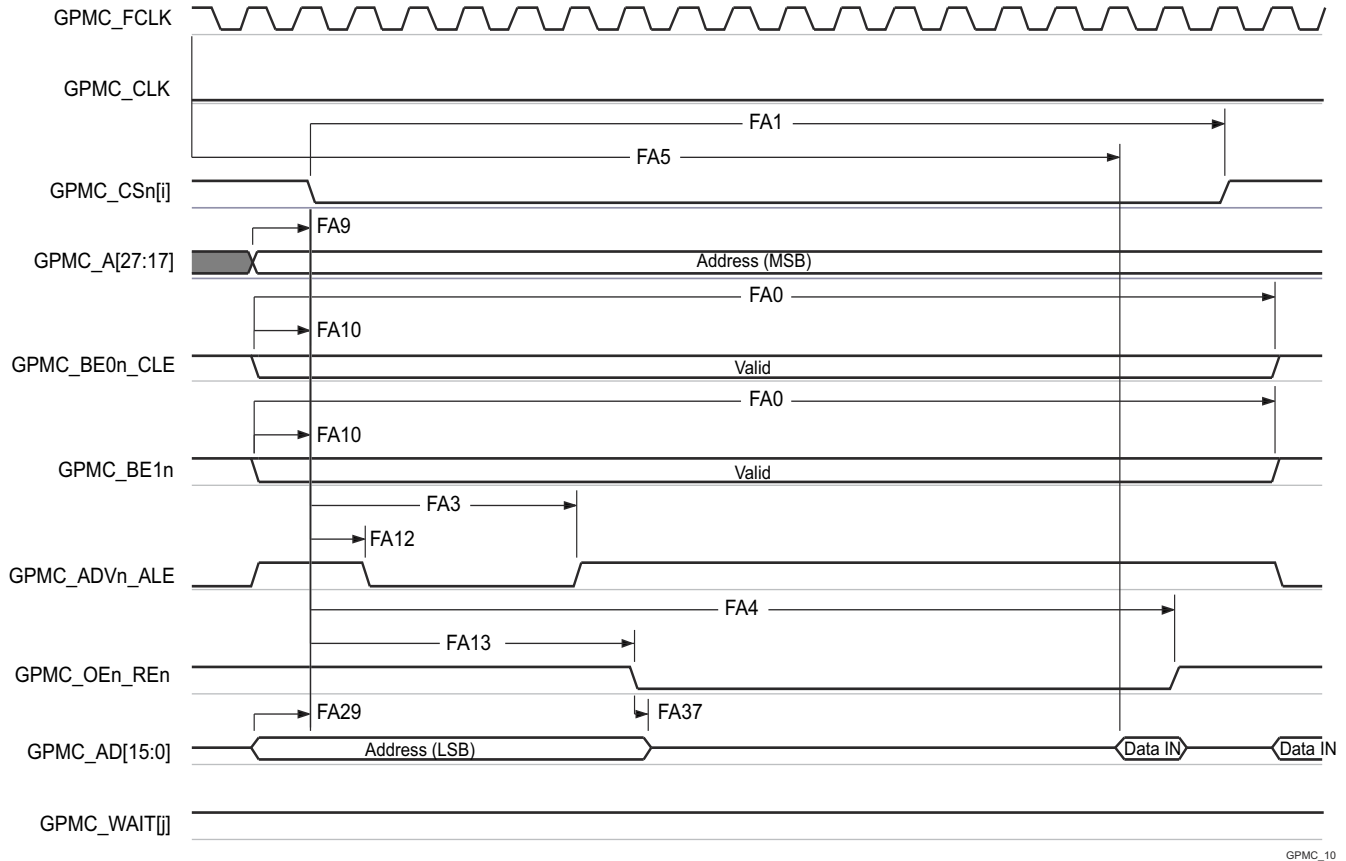 GPMC_FCLK
GPMC_CLK
FA1
FA5
GPMC_CSn[i]
FA9
GPMC_A[27:17] Address (MSB)
FA0
FA10
GPMC_BE0n_CLE Valid
FA0
FA10
GPMC_BE1n Valid
FA3
FA12
GPMC_ADVn_ALE
FA4
FA13
GPMC_OEn_REn
FA29 FA37
GPMC_AD[15:0] Address (LSB) Data IN Data IN
GPMC_WAIT[j]
GPMC_10